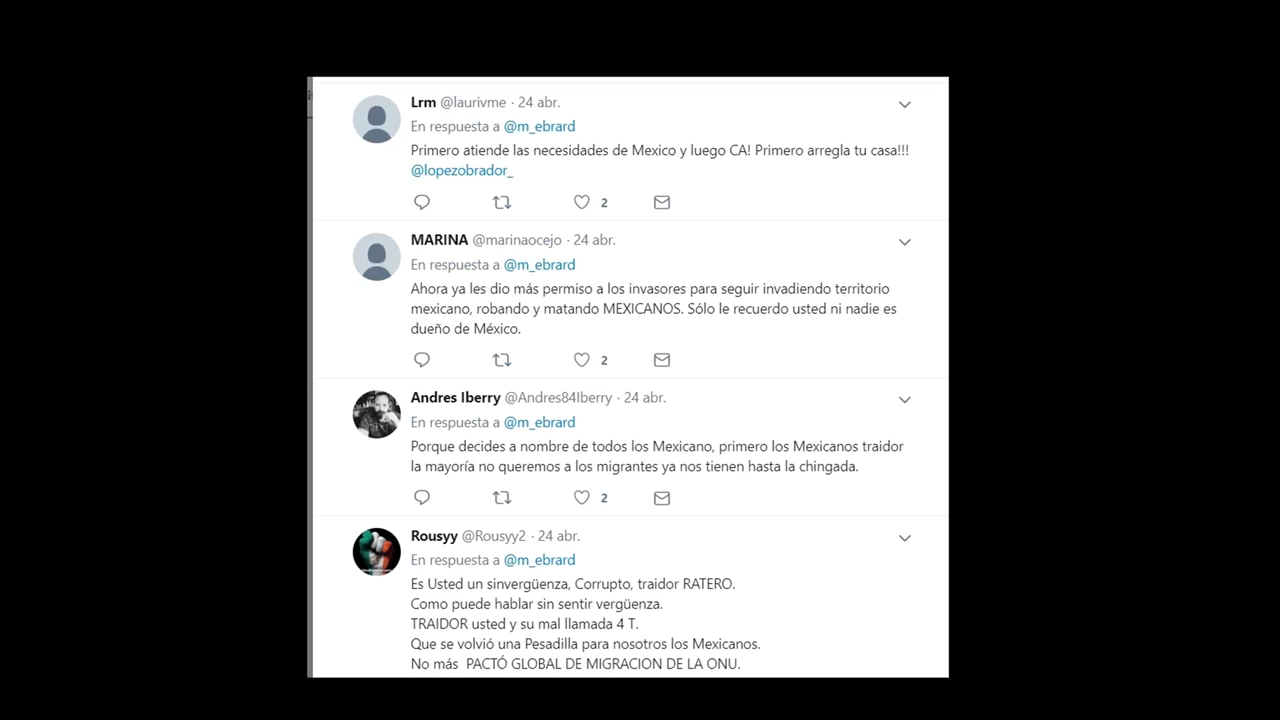 Lrm @laurivme · 24 abr.
En respuesta a @m_ebrard
Primero atiende las necesidades de Mexico y luego CA! Primero arregla tu casa!!!
@lopezobrador_
2
MARINA @marinaocejo · 24 abr.
En respuesta a @m_ebrard
Ahora ya les dio más permiso a los invasores para seguir invadiendo territorio
mexicano, robando y matando MEXICANOS. Sólo le recuerdo usted ni nadie es
dueño de México.
2
Andres Iberry @Andres84Iberry · 24 abr.
En respuesta a @m_ebrard
Porque decides a nombre de todos los Mexicano, primero los Mexicanos traidor
la mayoría no queremos a los migrantes ya nos tienen hasta la chingada.
2
Rousyy @Rousyy2 · 24 abr.
En respuesta a @m_ebrard
Es Usted un sinvergüenza, Corrupto, traidor RATERO.
Como puede hablar sin sentir vergüenza.
TRAIDOR usted y su mal llamada 4 T.
Que se volvió una Pesadilla para nosotros los Mexicanos.
No más  PACTÓ GLOBAL DE MIGRACION DE LA ONU.